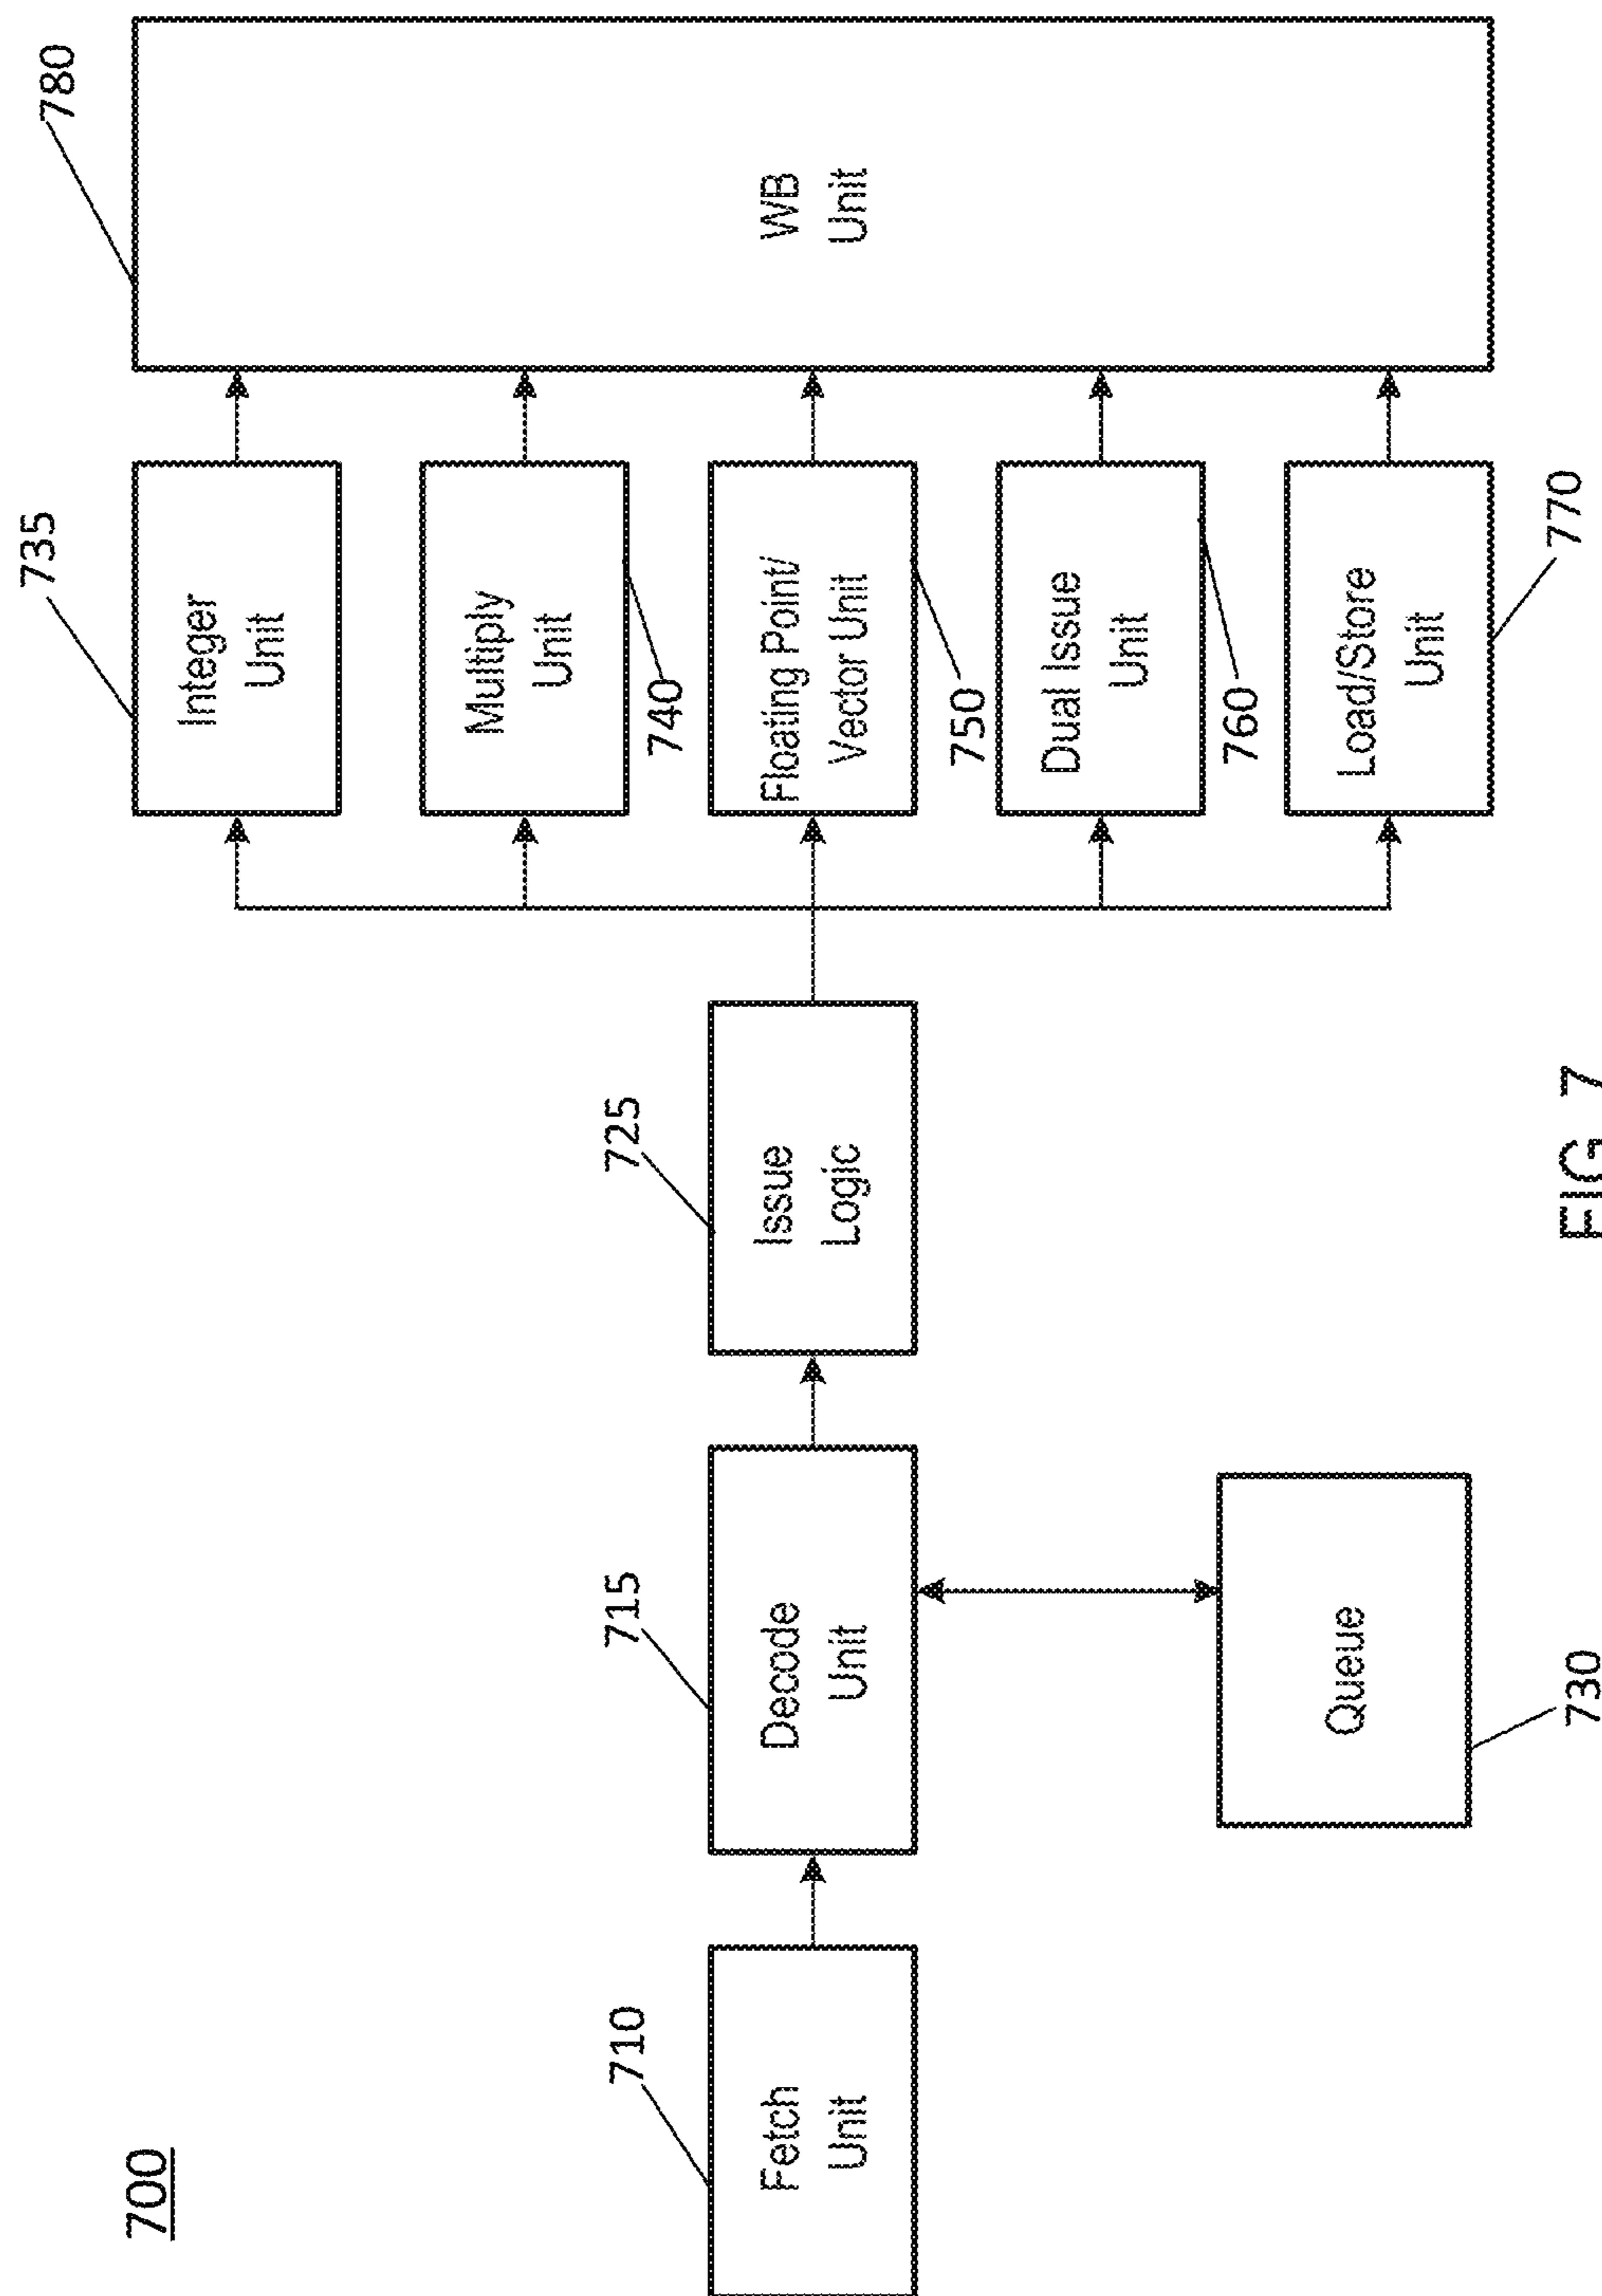 700
710
Fetch
Unit
715
Decode
Unit
Queue
730
725
Issue
Logic
735
Integer
Unit
Multiply
Unit
740
Floating Point/
Vector Unit
750
Dual Issue
Unit
760
Load/Store
Unit
770
780
WB
Unit
FIG. 7